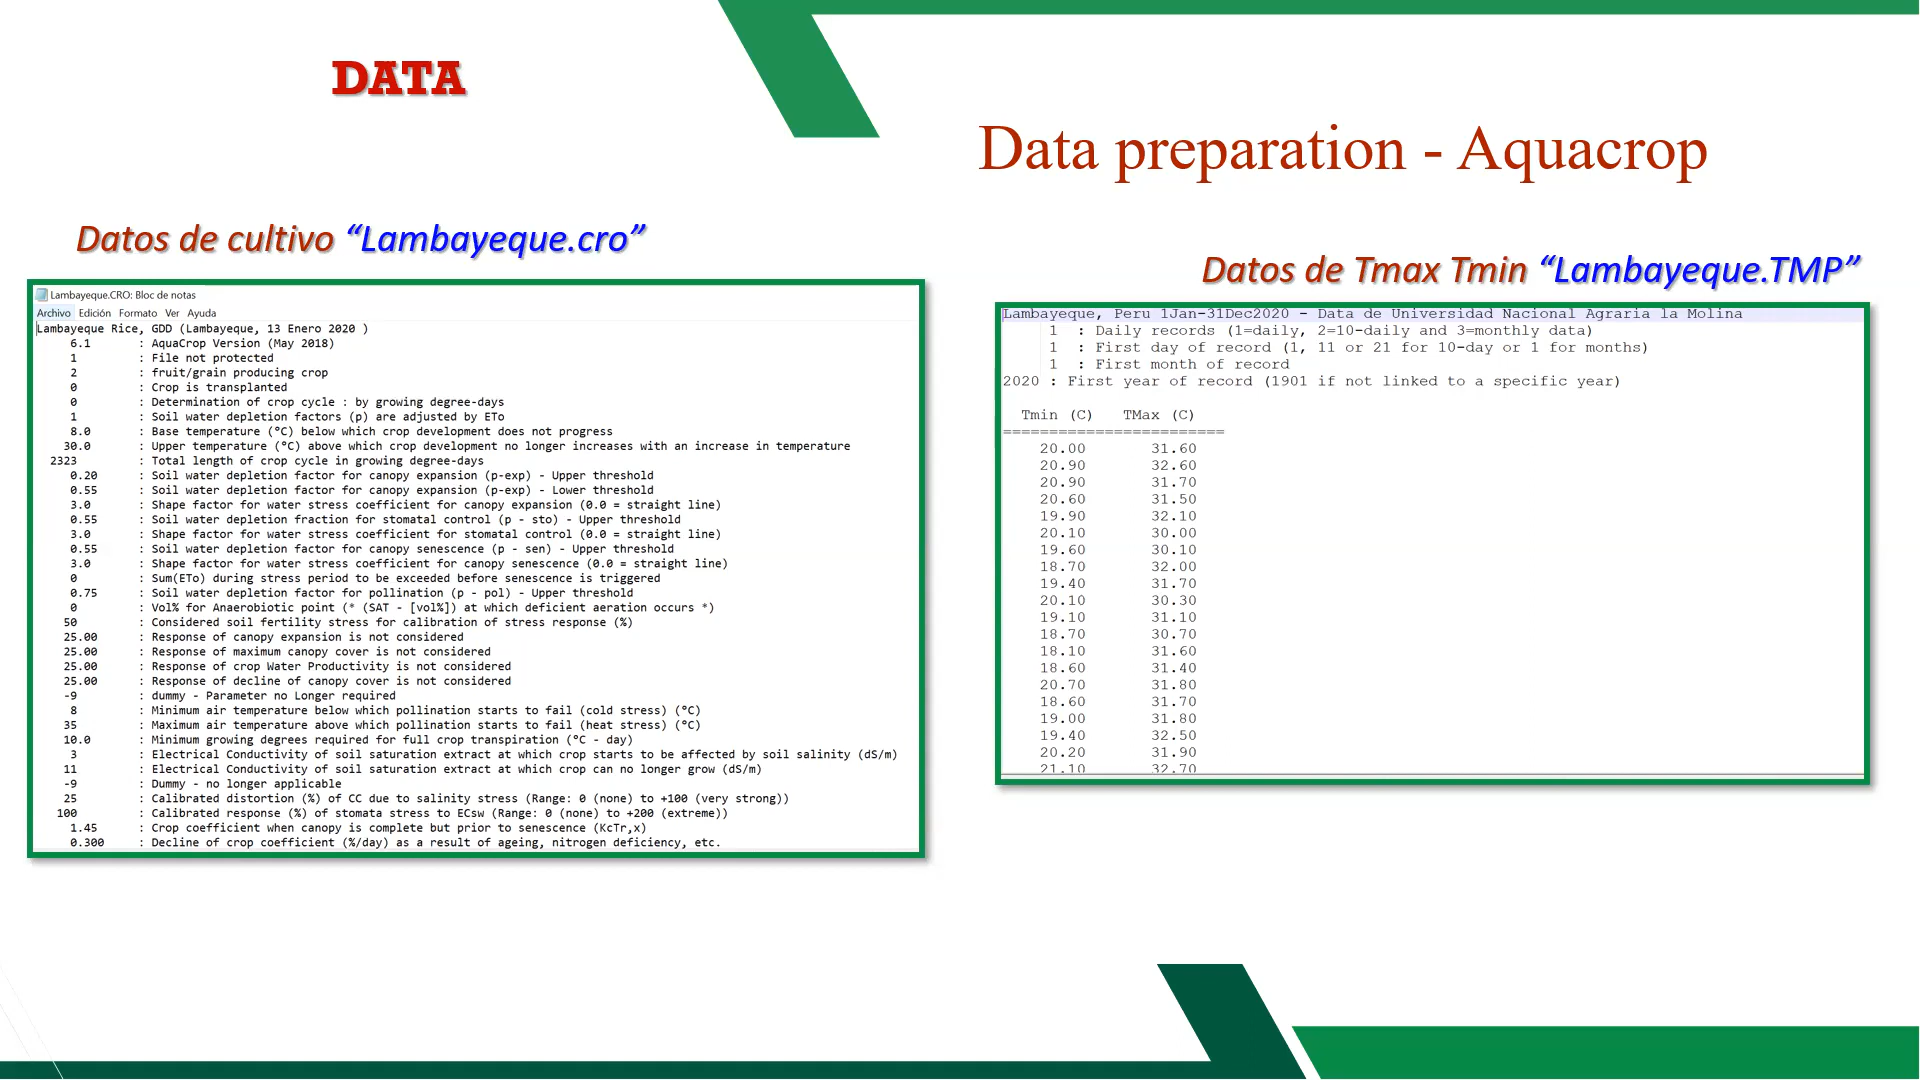 DATA
Data preparation - Aquacrop
Datos de cultivo “Lambayeque.cro”
Lambayeque.CRO: Bloc de notas
Archivo Edición Formato Ver Ayuda
Lambayeque Rice, GDD (Lambayeque, 13 Enero 2020 )
6.1 : AquaCrop Version (May 2018)
1 : File not protected
2 : fruit/grain producing crop
0 : Crop is transplanted
0 : Determination of crop cycle : by growing degree-days
1 : Soil water depletion factors (p) are adjusted by ETo
8.0 : Base temperature (°C) below which crop development does not progress
30.0 : Upper temperature (°C) above which crop development no longer increases with an increase in temperature
2323 : Total length of crop cycle in growing degree-days
0.20 : Soil water depletion factor for canopy expansion (p-exp) - Upper threshold
0.55 : Soil water depletion factor for canopy expansion (p-exp) - Lower threshold
3.0 : Shape factor for water stress coefficient for canopy expansion (0.0 = straight line)
0.55 : Soil water depletion fraction for stomatal control (p - sto) - Upper threshold
3.0 : Shape factor for water stress coefficient for stomatal control (0.0 = straight line)
0.55 : Soil water depletion factor for canopy senescence (p - sen) - Upper threshold
3.0 : Shape factor for water stress coefficient for canopy senescence (0.0 = straight line)
0 : Sum(ETo) during stress period to be exceeded before senescence is triggered
0.75 : Soil water depletion factor for pollination (p - pol) - Upper threshold
0 : Vol% for Anaerobiotic point (* (SAT - [vol%]) at which deficient aeration occurs *)
50 : Considered soil fertility stress for calibration of stress response (%)
25.00 : Response of canopy expansion is not considered
25.00 : Response of maximum canopy cover is not considered
25.00 : Response of crop Water Productivity is not considered
25.00 : Response of decline of canopy cover is not considered
-9 : dummy - Parameter no Longer required
8 : Minimum air temperature below which pollination starts to fail (cold stress) (°C)
35 : Maximum air temperature above which pollination starts to fail (heat stress) (°C)
10.0 : Minimum growing degrees required for full crop transpiration (°C - day)
3 : Electrical Conductivity of soil saturation extract at which crop starts to be affected by soil salinity (dS/m)
11 : Electrical Conductivity of soil saturation extract at which crop can no longer grow (dS/m)
-9 : Dummy - no longer applicable
25 : Calibrated distortion (%) of CC due to salinity stress (Range: 0 (none) to +100 (very strong))
100 : Calibrated response (%) of stomata stress to ECsw (Range: 0 (none) to +200 (extreme))
1.45 : Crop coefficient when canopy is complete but prior to senescence (KcTr,x)
0.300 : Decline of crop coefficient (%/day) as a result of ageing, nitrogen deficiency, etc.
Datos de Tmax Tmin “Lambayeque.TMP”
Lambayeque, Peru 1Jan-31Dec2020 - Data de Universidad Nacional Agraria la Molina
1 : Daily records (1=daily, 2=10-daily and 3=monthly data)
1 : First day of record (1, 11 or 21 for 10-day or 1 for months)
1 : First month of record
2020 : First year of record (1901 if not linked to a specific year)
Tmin (C) TMax (C)
========================
20.00 31.60
20.90 32.60
20.90 31.70
20.60 31.50
19.90 32.10
20.10 30.00
19.60 30.10
18.70 32.00
19.40 31.70
20.10 30.30
19.10 31.10
18.70 30.70
18.10 31.60
18.60 31.40
20.70 31.80
18.60 31.70
19.00 31.80
19.40 32.50
20.20 31.90
21.10 32.70